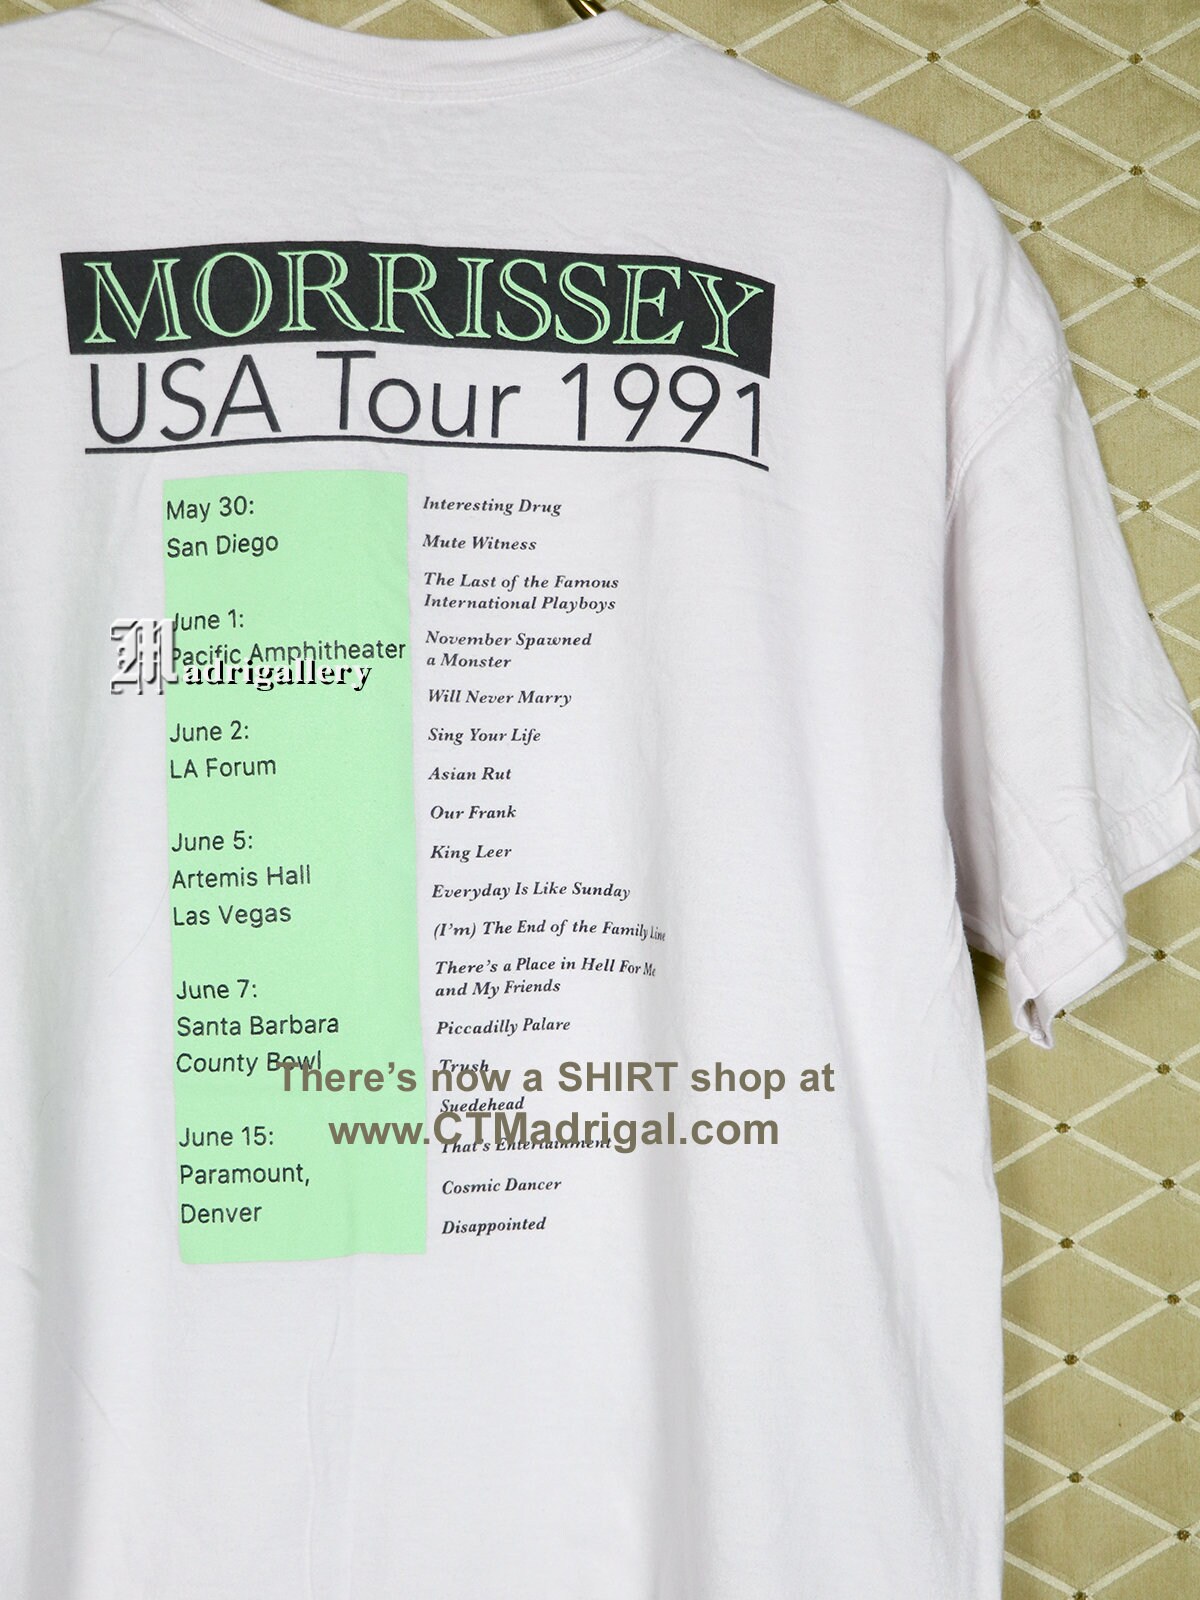 MORRISSEY
USA Tour 1991
May 30:
San Diego
June 1:
Pacific Amphitheater
Madrigallery
June 2:
LA Forum
June 5:
Artemis Hall
Las Vegas
June 7:
Santa Barbara
County Bowl
June 15:
Paramount,
Denver
Interesting Drug
Mute Witness
The Last of the Famous
International Playboys
November Spawned
a Monster
Will Never Marry
Sing Your Life
Asian Rut
Our Frank
King Leer
Everyday Is Like Sunday
(I'm) The End of the Family Line
There's a Place in Hell For Me
and My Friends
Piccadilly Palare
Trush
Suedehead
That's Entertainment
Cosmic Dancer
Disappointed
There's now a SHIRT shop at
www.CTMadrigal.com